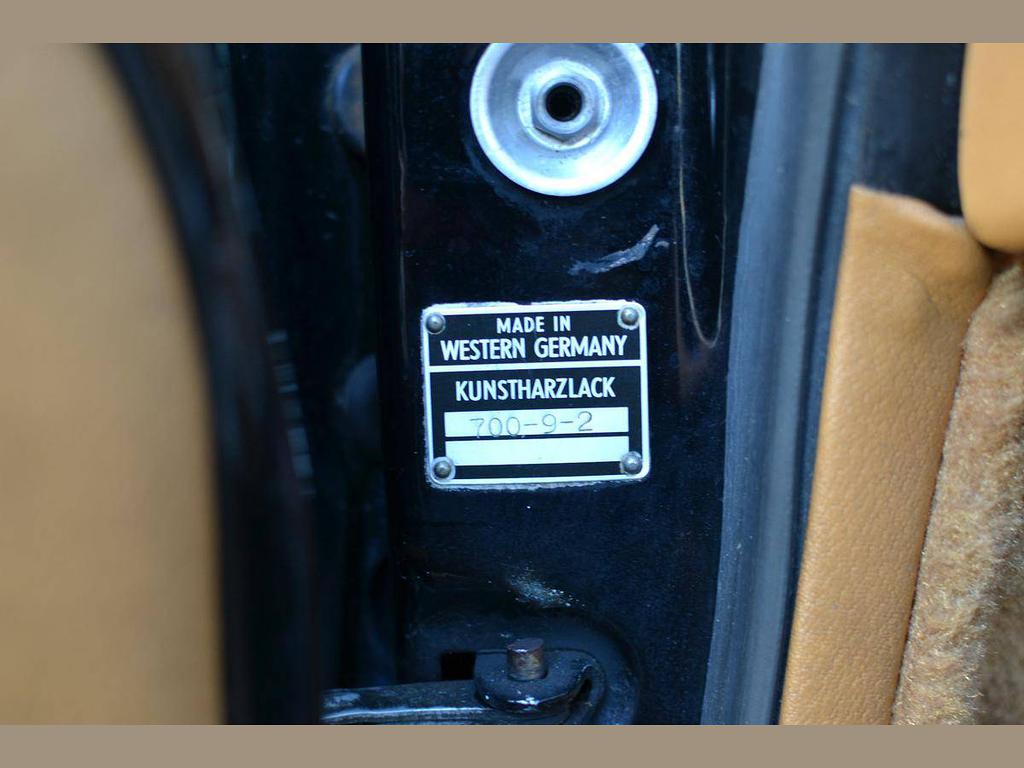 MADE IN
WESTERN GERMANY
KUNSTHARZLACK
700-9-2